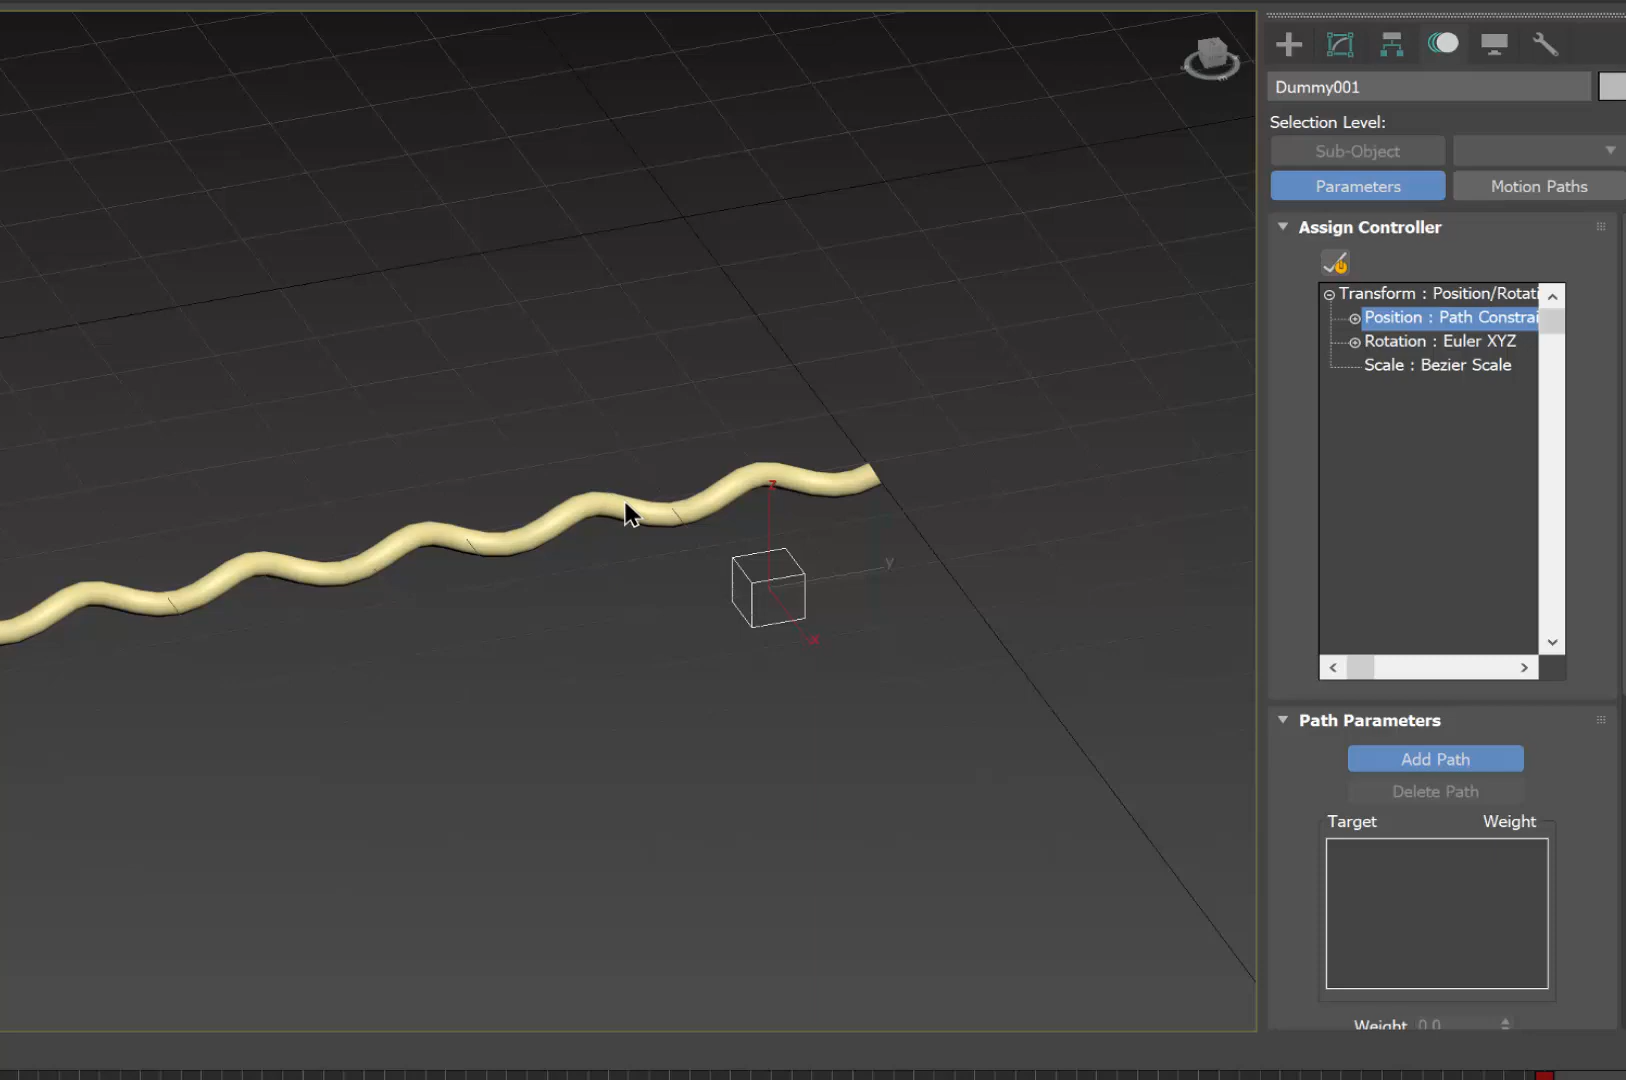 Dummy001
Selection Level:
Sub-Object
Parameters
Motion Paths
Assign Controller
Transform : Position/Rotati
Position : Path Constrai
Rotation : Euler XYZ
Scale : Bezier Scale
z
Y
x
Path Parameters
Add Path
Delete Path
Target Weight
Weight 0.0